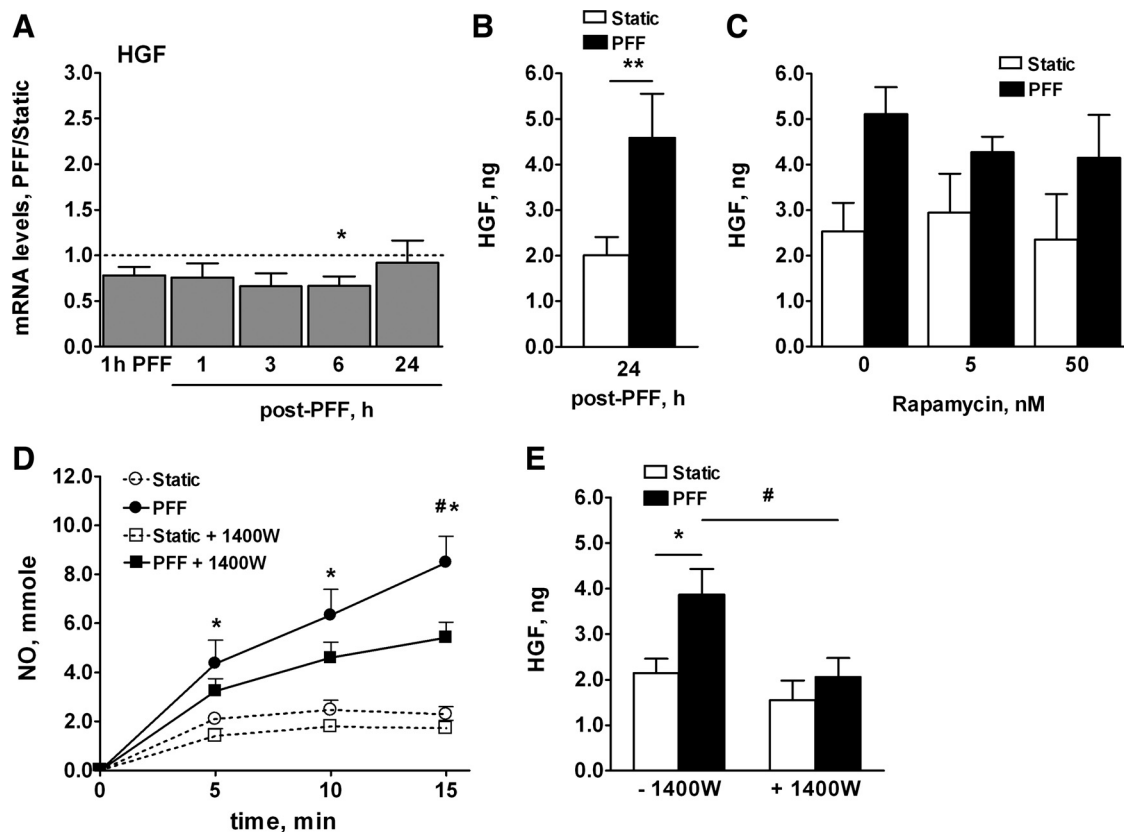 A
HGF
mRNA levels, PFF/Static
3.0
2.5
2.0
1.5
1.0
0.5
0.0
*
1h PFF 1 3 6 24
post-PFF, h
B
Static
PFF
**
HGF, ng
6.0
5.0
4.0
3.0
2.0
1.0
0.0
24
post-PFF, h
C
Static
PFF
HGF, ng
6.0
5.0
4.0
3.0
2.0
1.0
0.0
0 5 50
Rapamycin, nM
D
Static
PFF
Static + 1400W
PFF + 1400W
NO, mmole
12.0
10.0
8.0
6.0
4.0
2.0
0.0
*
*
#*
0 5 10 15
time, min
E
Static
PFF
#
*
HGF, ng
6.0
5.0
4.0
3.0
2.0
1.0
0.0
- 1400W + 1400W